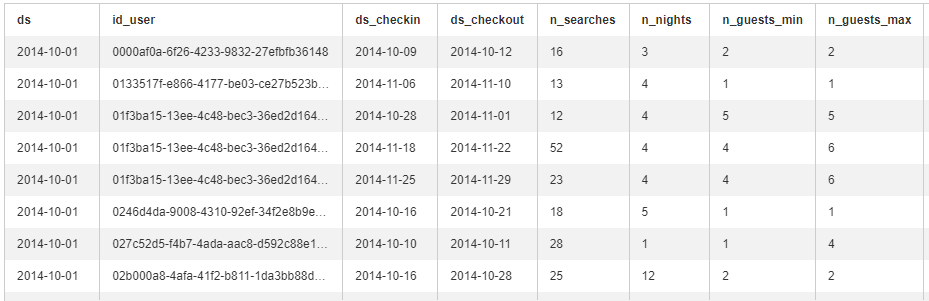 ds id_user ds_checkin ds_checkout n_searches n_nights n_guests_min n_guests_max
2014-10-01 0000af0a-6f26-4233-9832-27efbfb36148 2014-10-09 2014-10-12 16 3 2 2
2014-10-01 0133517f-e866-4177-be03-ce27b523b... 2014-11-06 2014-11-10 13 4 1 1
2014-10-01 01f3ba15-13ee-4c48-bec3-36ed2d164... 2014-10-28 2014-11-01 12 4 5 5
2014-10-01 01f3ba15-13ee-4c48-bec3-36ed2d164... 2014-11-18 2014-11-22 52 4 4 6
2014-10-01 01f3ba15-13ee-4c48-bec3-36ed2d164... 2014-11-25 2014-11-29 23 4 4 6
2014-10-01 0246d4da-9008-4310-92ef-34f2e8b9e... 2014-10-16 2014-10-21 18 5 1 1
2014-10-01 027c52d5-f4b7-4ada-aac8-d592c88e1... 2014-10-10 2014-10-11 28 1 1 4
2014-10-01 02b000a8-4afa-41f2-b811-1da3bb88d... 2014-10-16 2014-10-28 25 12 2 2